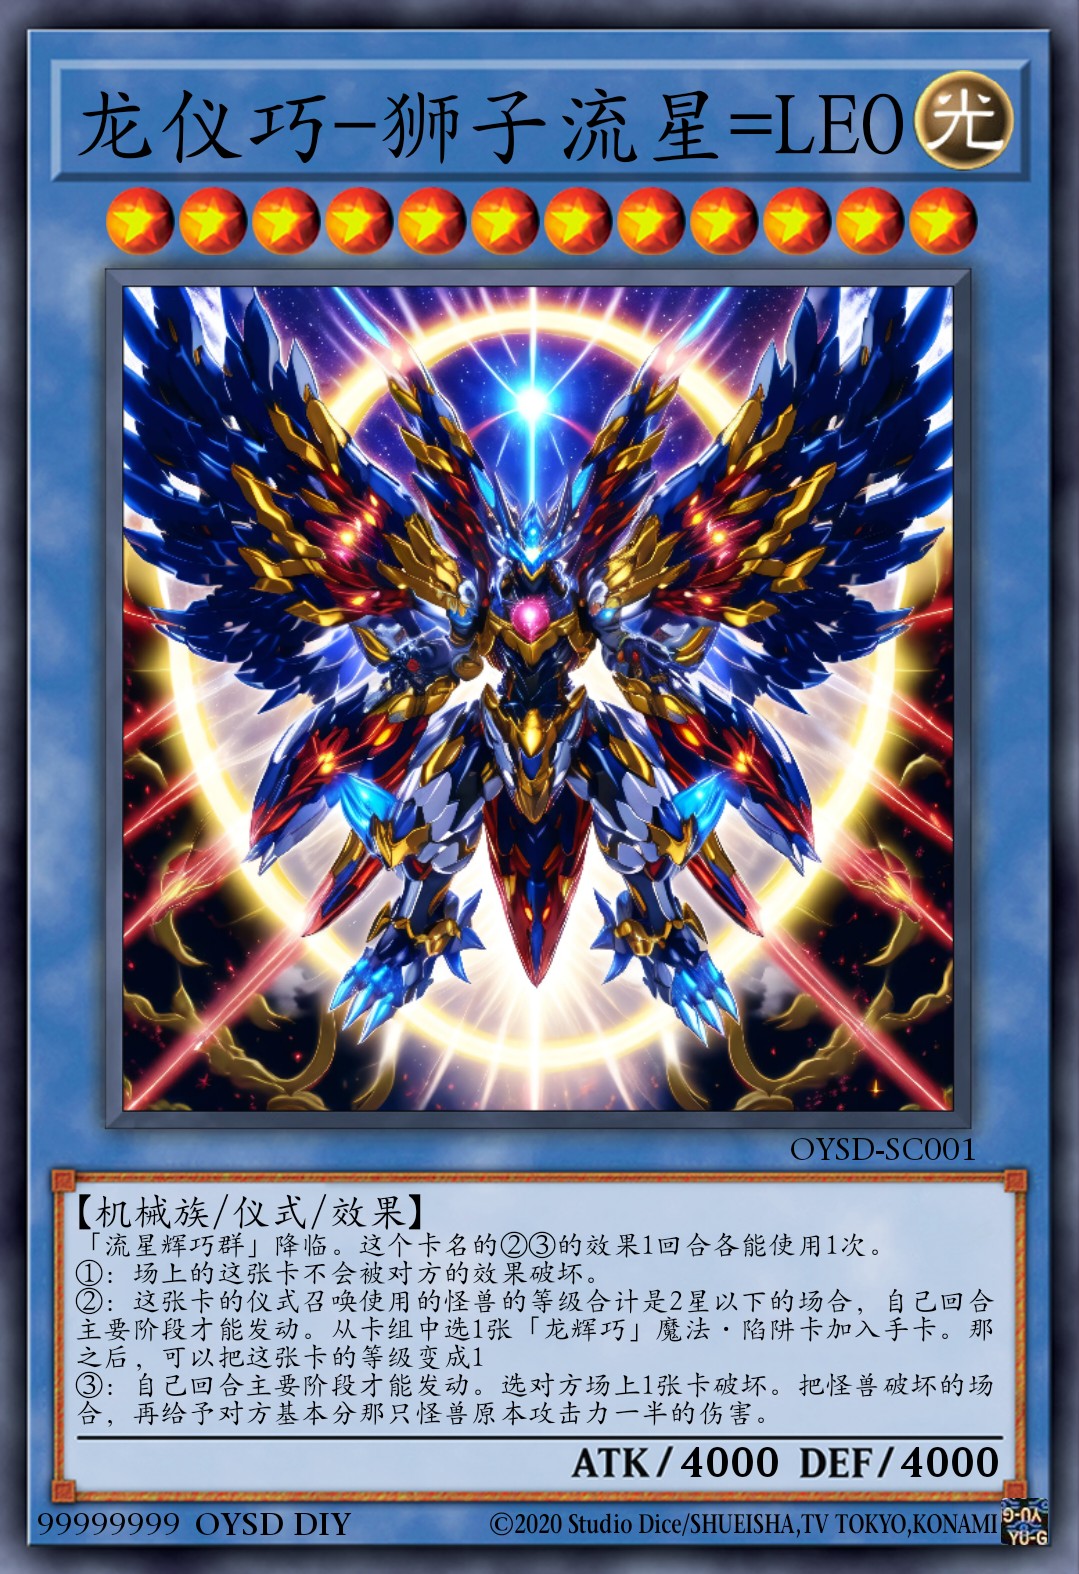 龙仪巧-狮子流星=LEO
光
OYSD-SC001
【机械族/仪式/效果】
「流星辉巧群」降临。这个卡名的②③的效果1回合各能使用1次。
①：场上的这张卡不会被对方的效果破坏。
②：这张卡的仪式召唤使用的怪兽的等级合计是2星以下的场合，自己回合
主要阶段才能发动。从卡组中选1张「龙辉巧」魔法·陷阱卡加入手卡。那
之后，可以把这张卡的等级变成1
③：自己回合主要阶段才能发动。选对方场上1张卡破坏。把怪兽破坏的场
合，再给予对方基本分那只怪兽原本攻击力一半的伤害。
ATK/4000 DEF/4000
99999999 OYSD DIY
©2020 Studio Dice/SHUEISHA,TV TOKYO,KONAMI
YU-G
YU-G